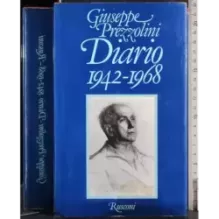 Giuseppe
Prezzolini
Diario
1942-1968
Rusconi